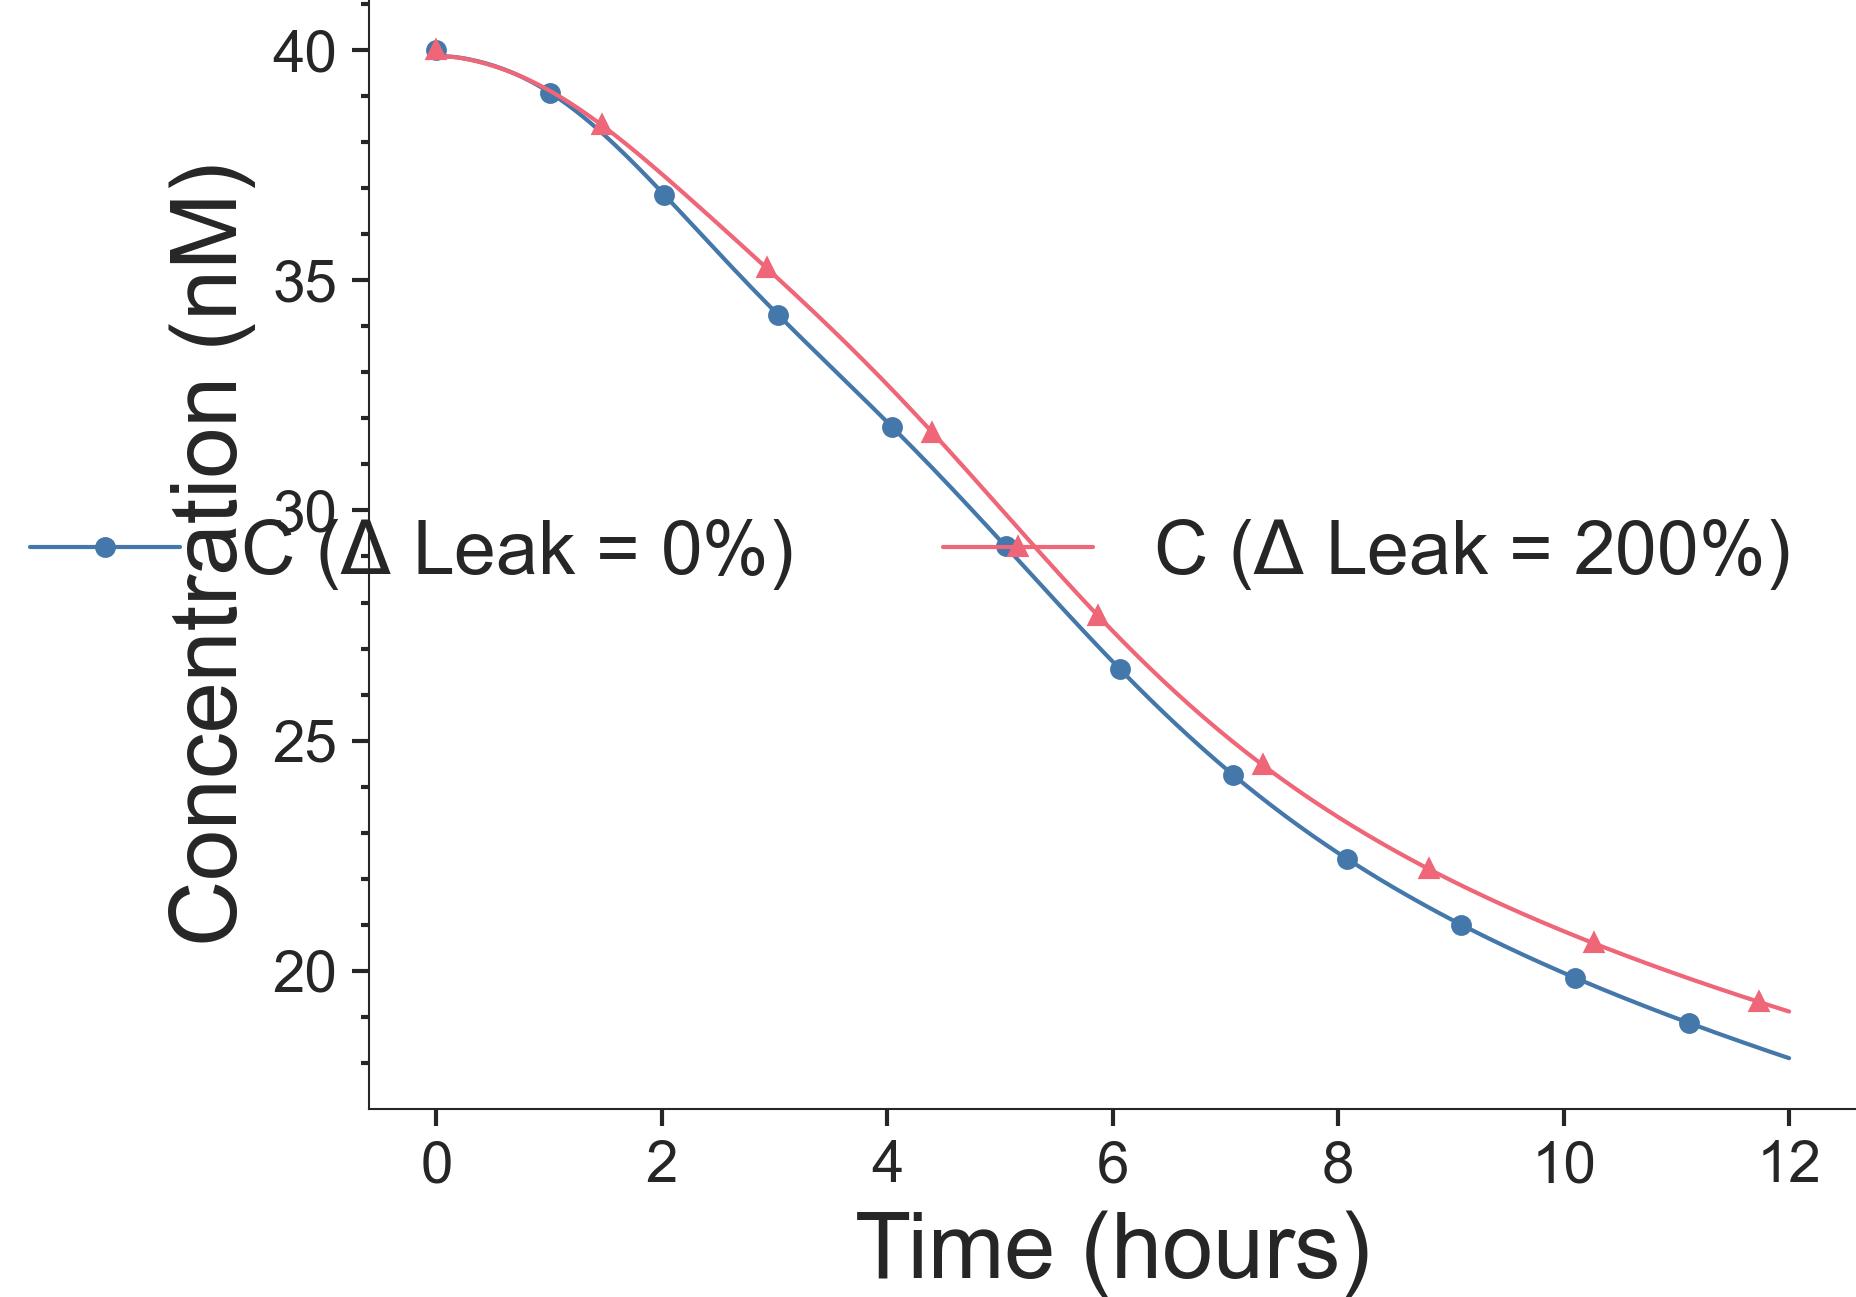 Concentration (nM)
40
35
30
25
20
C (Δ Leak = 0%)
C (Δ Leak = 200%)
0 2 4 6 8 10 12
Time (hours)